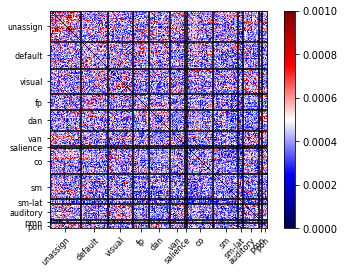 unassign
default
visual
fp
dan
van
salience
co
sm
sm-lat
auditory
pmn
pon
unassign
default
visual
fp
dan
van
salience
co
sm
sm-lat
auditory
0.0010
0.0008
0.0006
0.0004
0.0002
0.0000